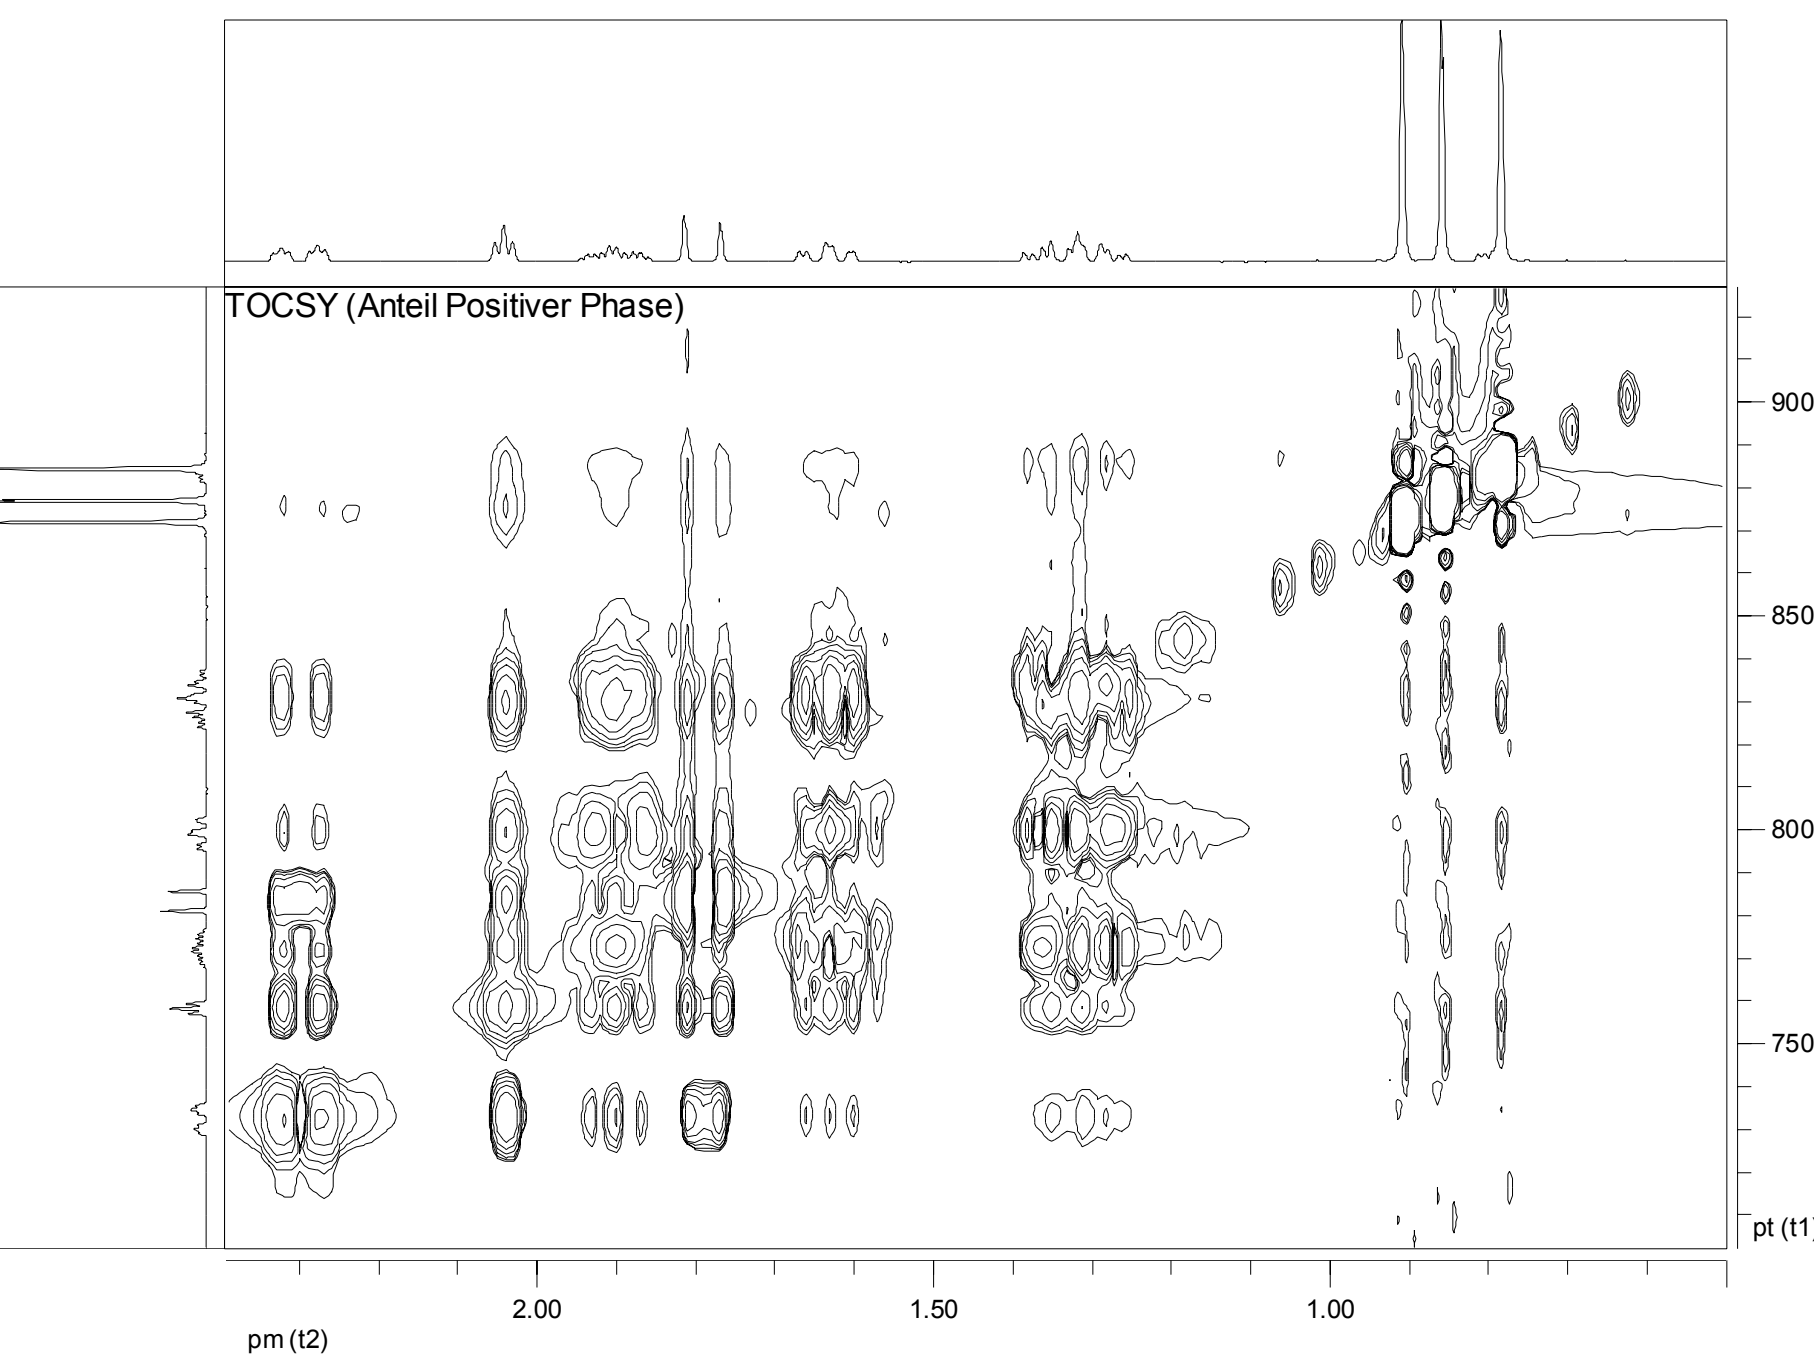 TOCSY (Anteil Positiver Phase)
900
850
800
750
pt (t1)
2.00
1.50
1.00
pm (t2)